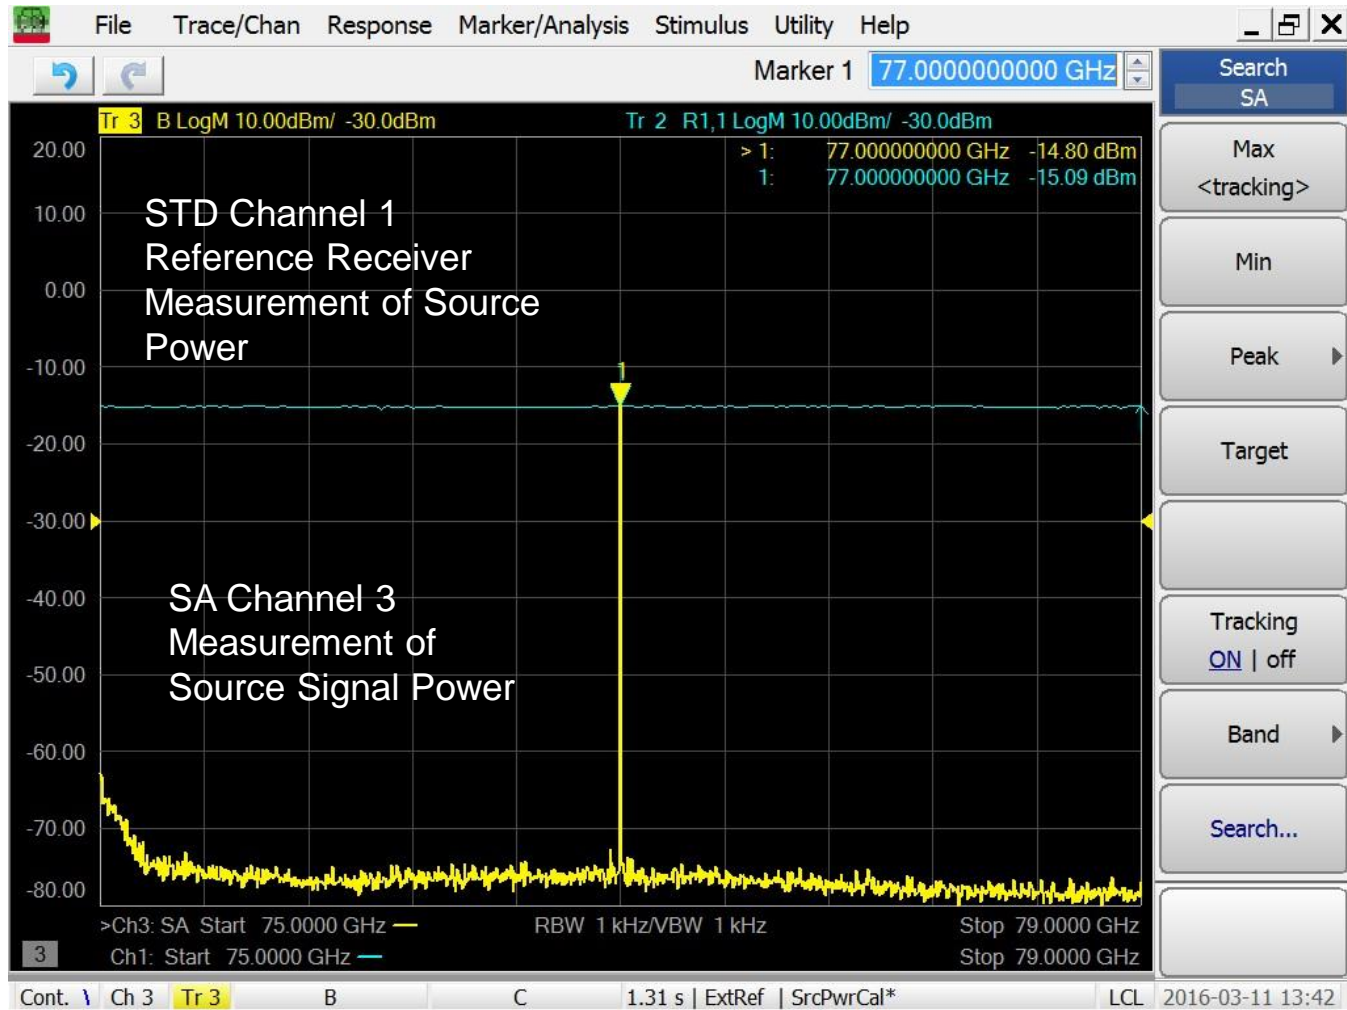 File Trace/Chan Response Marker/Analysis Stimulus Utility Help
Marker 1 77.0000000000 GHz
Search
SA
Tr 3 B LogM 10.00dBm/ -30.0dBm Tr 2 R1,1 LogM 10.00dBm/ -30.0dBm
> 1: 77.000000000 GHz -14.80 dBm
1: 77.000000000 GHz -15.09 dBm
20.00
10.00
0.00
-10.00
-20.00
-30.00
-40.00
-50.00
-60.00
-70.00
-80.00
STD Channel 1
Reference Receiver
Measurement of Source
Power
1
SA Channel 3
Measurement of
Source Signal Power
Max
<tracking>
Min
Peak
Target
Tracking
ON | off
Band
Search...
>Ch3: SA Start 75.0000 GHz RBW 1 kHz/VBW 1 kHz Stop 79.0000 GHz
3 Ch1: Start 75.0000 GHz Stop 79.0000 GHz
Cont. \ Ch 3 Tr 3 B C 1.31 s | ExtRef | SrcPwrCal* LCL 2016-03-11 13:42